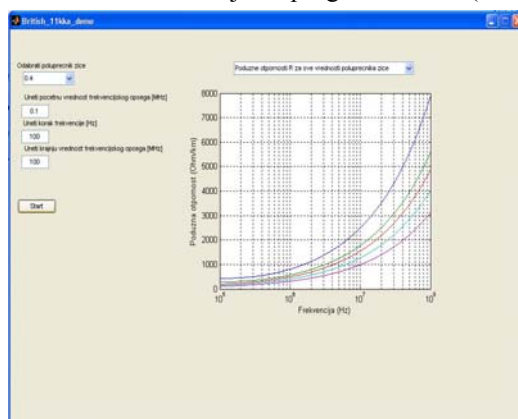 British_11kka_demo
Odabrati poluprecnik zice
0.4
Uneti pocetnu vrednost frekvencijskog opsega [MHz]
0.1
Uneti korak frekvencije [Hz]
100
Uneti krajnju vrednost frekvencijskog opsega [MHz]
100
Start
Poduzne otpornosti R za sve vrednosti poluprecnika zice
8000
7000
6000
5000
4000
3000
2000
1000
0
Poduzna otpornost (Ohm/km)
Frekvencija (Hz)